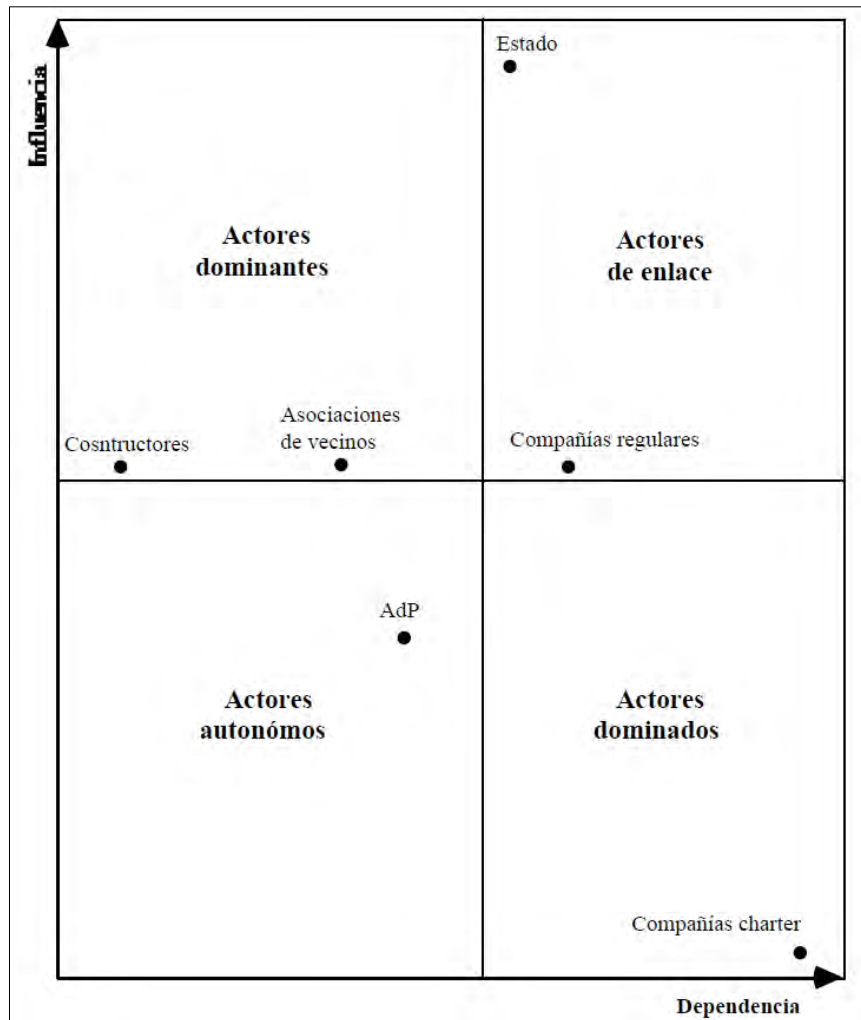 Influencia
Estado
Actores
dominantes
Actores
de enlace
Cosntructores
Asociaciones
de vecinos
Compañías regulares
AdP
Actores
autonómos
Actores
dominados
Compañías charter
Dependencia